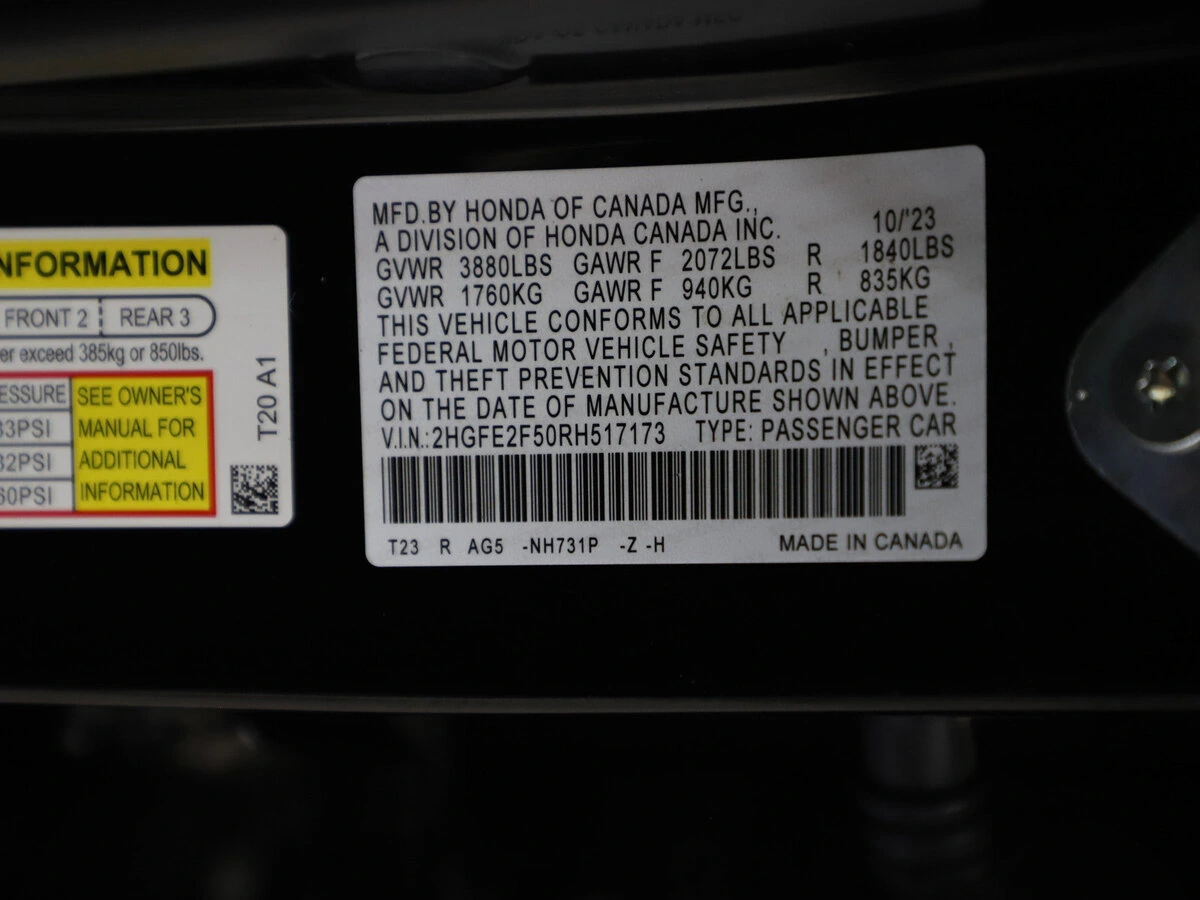 NFORMATION
FRONT 2 REAR 3
er exceed 385kg or 850lbs.
ESSURE SEE OWNER'S
33PSI MANUAL FOR
32PSI ADDITIONAL
60PSI INFORMATION
T20 A1
MFD.BY HONDA OF CANADA MFG.,
A DIVISION OF HONDA CANADA INC. 10/'23
GVWR 3880LBS GAWR F 2072LBS R 1840LBS
GVWR 1760KG GAWR F 940KG R 835KG
THIS VEHICLE CONFORMS TO ALL APPLICABLE
FEDERAL MOTOR VEHICLE SAFETY , BUMPER ,
AND THEFT PREVENTION STANDARDS IN EFFECT
ON THE DATE OF MANUFACTURE SHOWN ABOVE.
V.I.N.:2HGFE2F50RH517173 TYPE: PASSENGER CAR
T23 R AG5 -NH731P -Z -H MADE IN CANADA